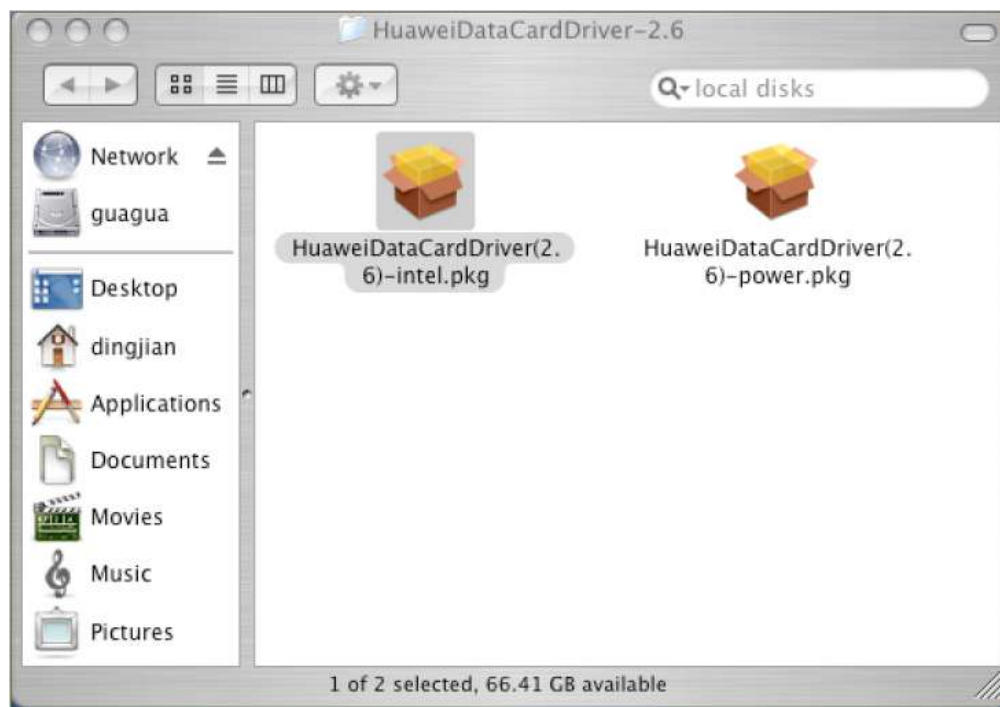 HuaweiDataCardDriver-2.6
local disks
Network
guagua
Desktop
dingjian
Applications
Documents
Movies
Music
Pictures
HuaweiDataCardDriver(2.
6)-intel.pkg
HuaweiDataCardDriver(2.
6)-power.pkg
1 of 2 selected, 66.41 GB available